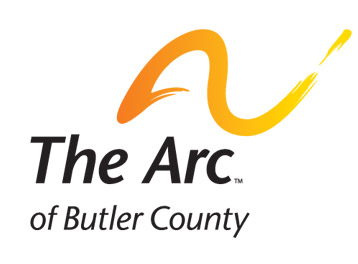 The Arc™
of Butler County